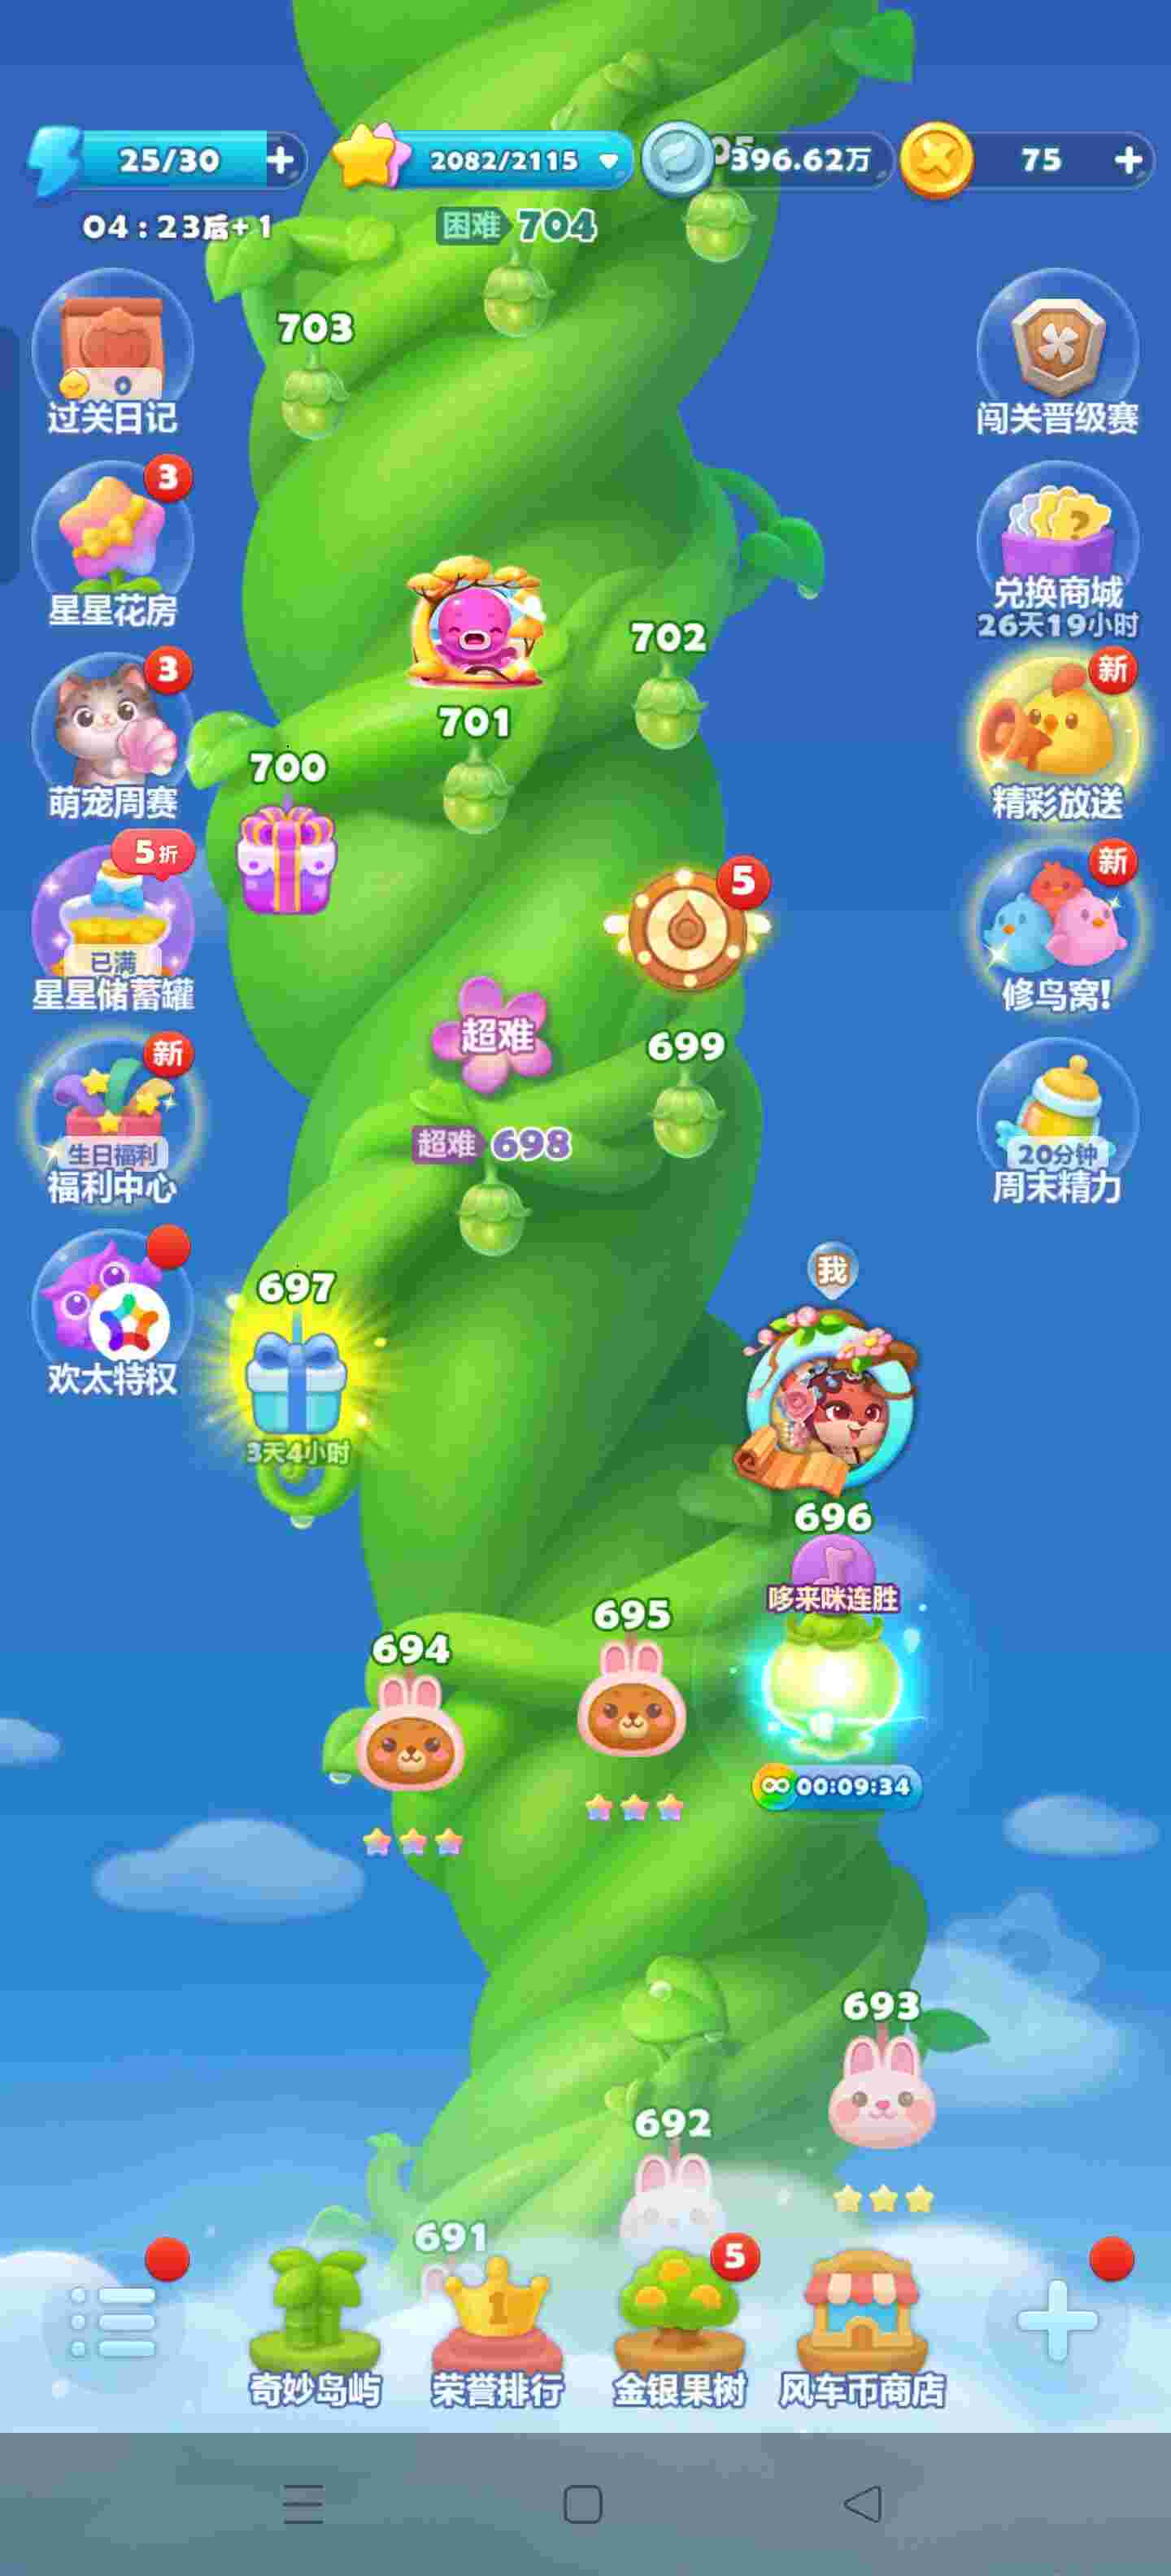 25/30
2082/2115
396.62万
75
04:23后+1
困难 704
703
过关日记
0
闯关晋级赛
3
星星花房
兑换商城
26天19小时
702
701
700
3
萌宠周赛
新
精彩放送
5折
已满
星星储蓄罐
5
新
修鸟窝!
超难
699
超难 698
新
生日福利
福利中心
20分钟
周末精力
697
3天4小时
欢太特权
我
696
哆来咪连胜
00:09:34
695
694
693
692
691
奇妙岛屿
1
荣誉排行
5
金银果树
风车币商店